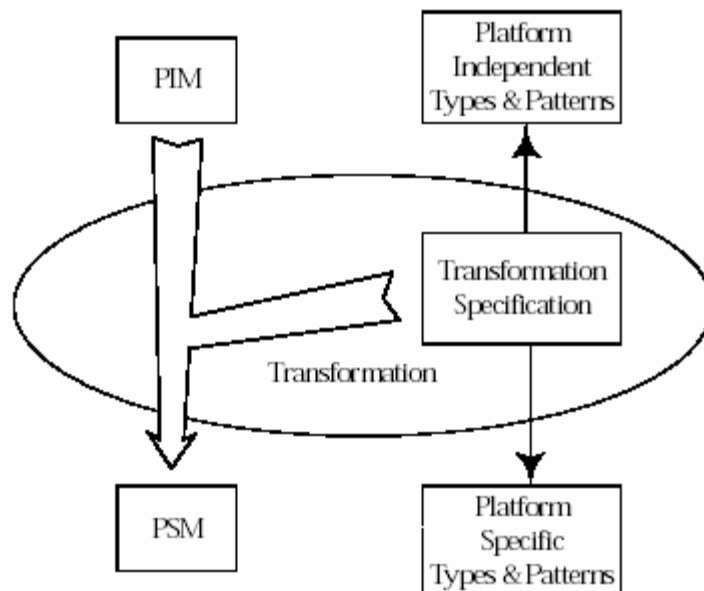 PIM
Platform
Independent
Types & Patterns
Transformation
Specification
Transformation
PSM
Platform
Specific
Types & Patterns